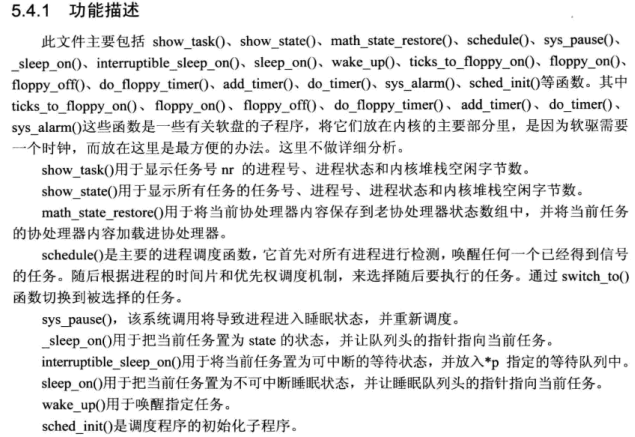 5.4.1 功能描述
此文件主要包括 show_task()、show_state()、math_state_restore()、schedule()、sys_pause()、
_sleep_on()、interruptible_sleep_on()、sleep_on()、wake_up()、ticks_to_floppy_on()、floppy_on()、
floppy_off()、do_floppy_timer()、add_timer()、do_timer()、sys_alarm()、sched_init()等函数。其中
ticks_to_floppy_on()、floppy_on()、floppy_off()、do_floppy_timer()、add_timer()、do_timer()、
sys_alarm()这些函数是一些有关软盘的子程序，将它们放在内核的主要部分里，是因为软驱需要
一个时钟，而放在这里是最方便的办法。这里不做详细分析。
show_task()用于显示任务号 nr 的进程号、进程状态和内核堆栈空闲字节数。
show_state()用于显示所有任务的任务号、进程号、进程状态和内核堆栈空闲字节数。
math_state_restore()用于将当前协处理器内容保存到老协处理器状态数组中，并将当前任务
的协处理器内容加载进协处理器。
schedule()是主要的进程调度函数，它首先对所有进程进行检测，唤醒任何一个已经得到信号
的任务。随后根据进程的时间片和优先权调度机制，来选择随后要执行的任务。通过 switch_to()
函数切换到被选择的任务。
sys_pause()，该系统调用将导致进程进入睡眠状态，并重新调度。
_sleep_on()用于把当前任务置为 state 的状态，并让队列头的指针指向当前任务。
interruptible_sleep_on()用于将当前任务置为可中断的等待状态，并放入*p 指定的等待队列中。
sleep_on()用于把当前任务置为不可中断睡眠状态，并让睡眠队列头的指针指向当前任务。
wake_up()用于唤醒指定任务。
sched_init()是调度程序的初始化子程序。